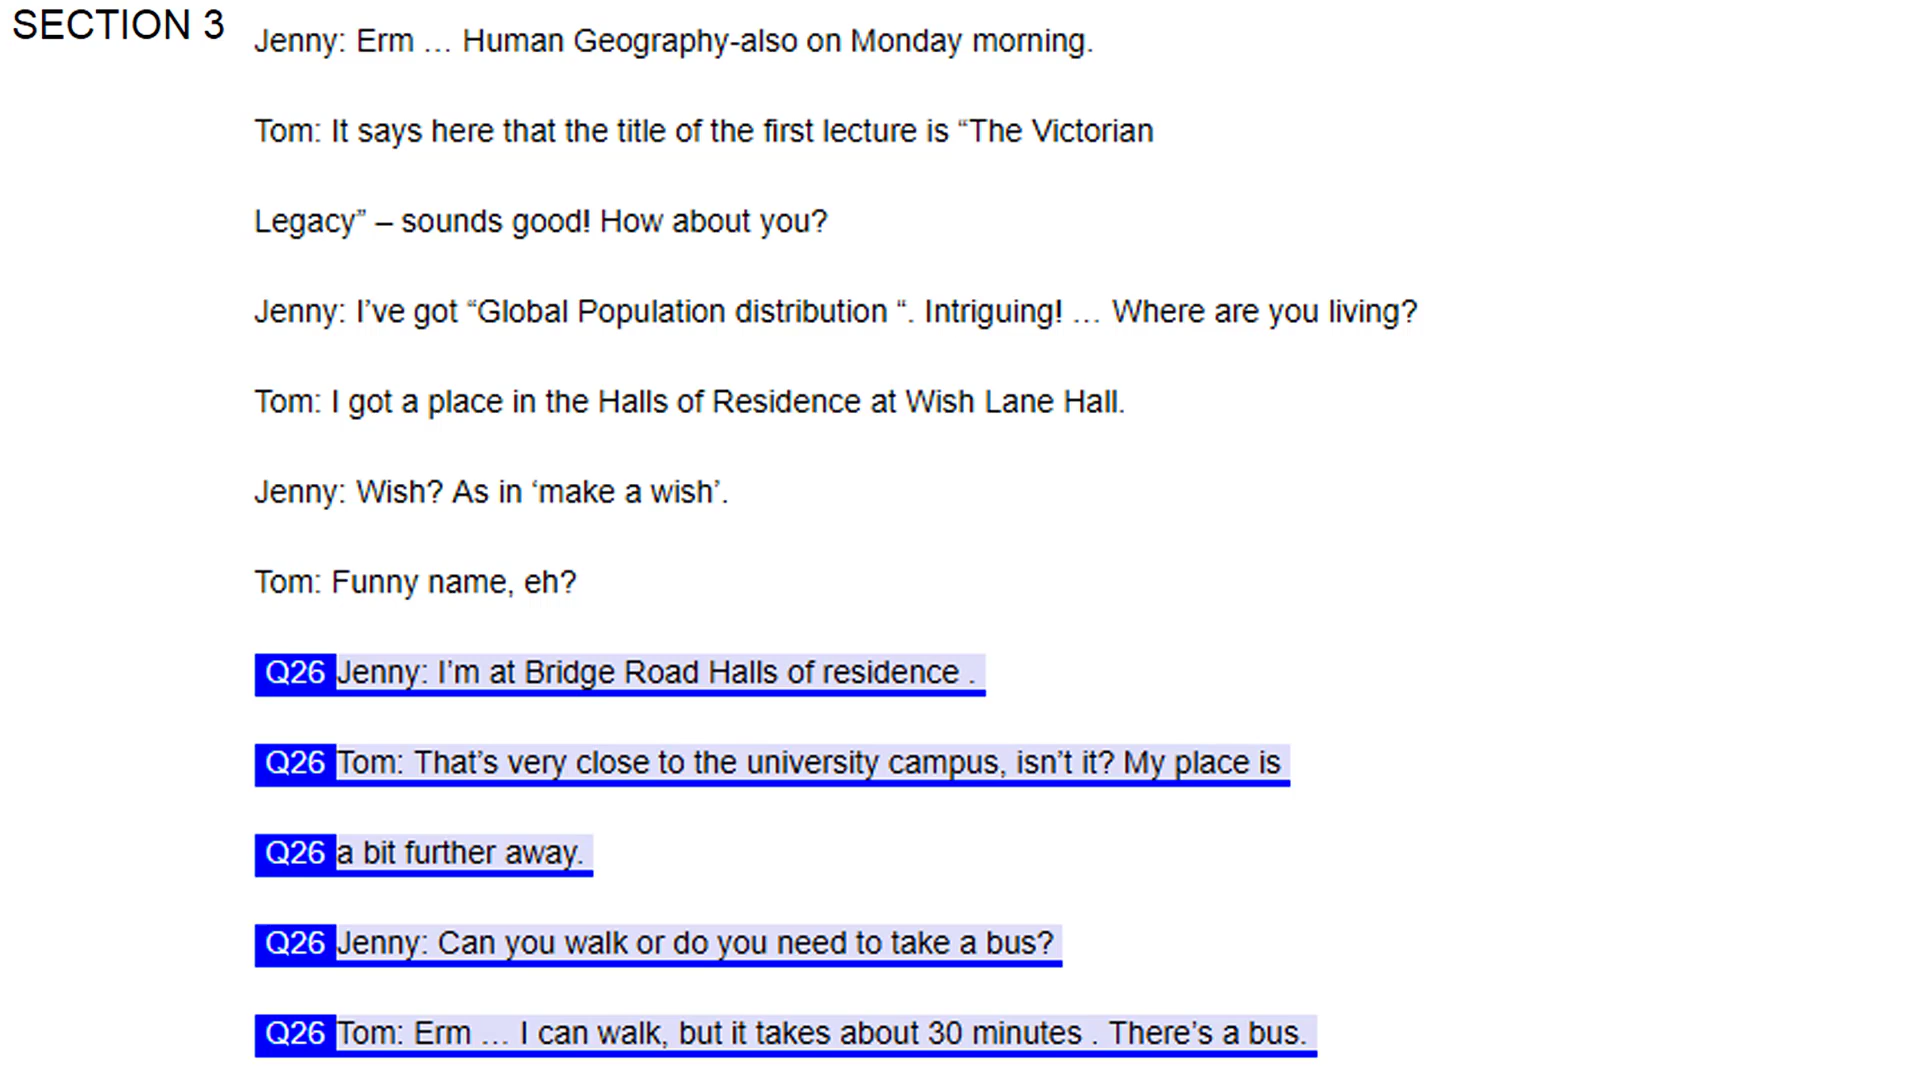 SECTION 3
Jenny: Erm … Human Geography-also on Monday morning.
Tom: It says here that the title of the first lecture is “The Victorian
Legacy” – sounds good! How about you?
Jenny: I’ve got “Global Population distribution “. Intriguing! … Where are you living?
Tom: I got a place in the Halls of Residence at Wish Lane Hall.
Jenny: Wish? As in ‘make a wish’.
Tom: Funny name, eh?
Q26 Jenny: I’m at Bridge Road Halls of residence .
Q26 Tom: That’s very close to the university campus, isn’t it? My place is
Q26 a bit further away.
Q26 Jenny: Can you walk or do you need to take a bus?
Q26 Tom: Erm … I can walk, but it takes about 30 minutes . There’s a bus.